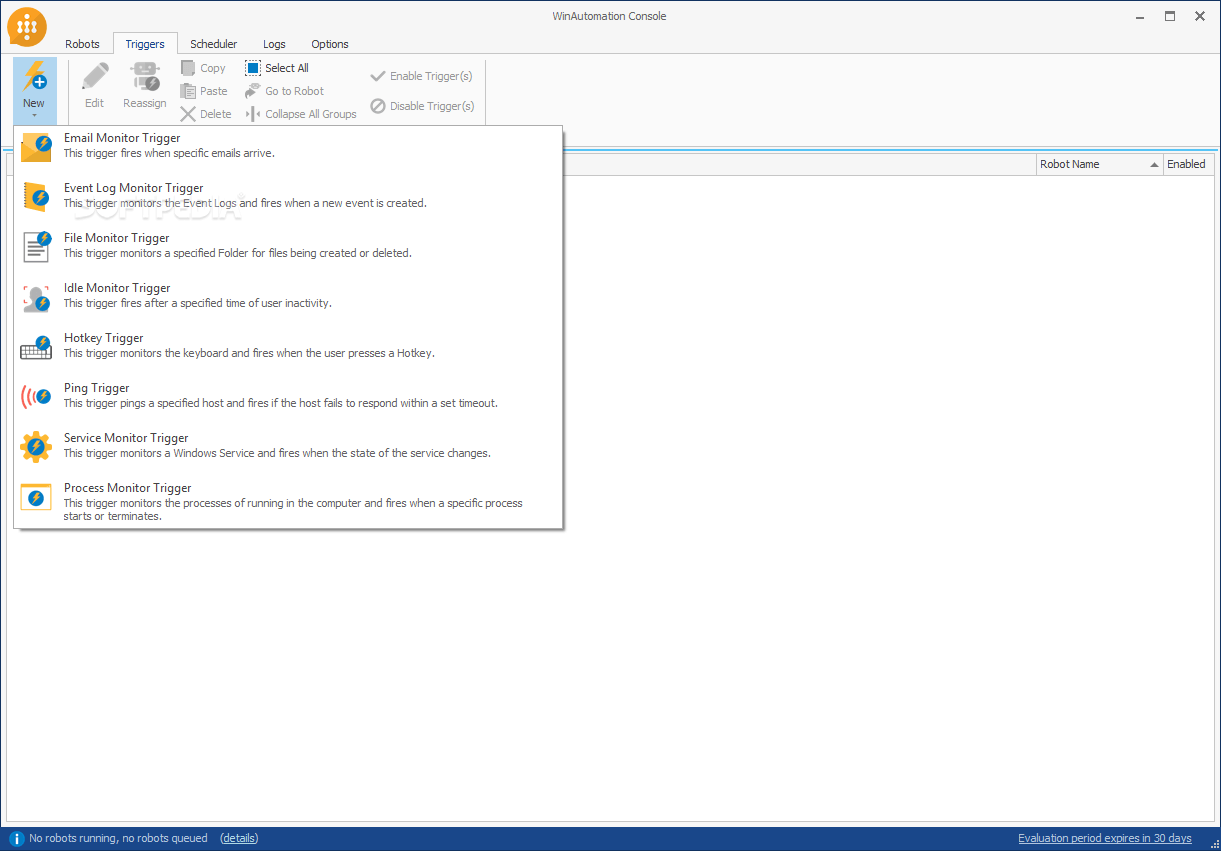 WinAutomation Console
Robots
Triggers
Scheduler
Logs
Options
New
Edit
Reassign
Copy
Paste
Delete
Select All
Go to Robot
Collapse All Groups
Enable Trigger(s)
Disable Trigger(s)
Robot Name
Enabled
Email Monitor Trigger
This trigger fires when specific emails arrive.
Event Log Monitor Trigger
This trigger monitors the Event Logs and fires when a new event is created.
SOFTPEDIA
File Monitor Trigger
This trigger monitors a specified Folder for files being created or deleted.
Idle Monitor Trigger
This trigger fires after a specified time of user inactivity.
Hotkey Trigger
This trigger monitors the keyboard and fires when the user presses a Hotkey.
Ping Trigger
This trigger pings a specified host and fires if the host fails to respond within a set timeout.
Service Monitor Trigger
This trigger monitors a Windows Service and fires when the state of the service changes.
Process Monitor Trigger
This trigger monitors the processes of running in the computer and fires when a specific process
starts or terminates.
No robots running, no robots queued (details)
Evaluation period expires in 30 days